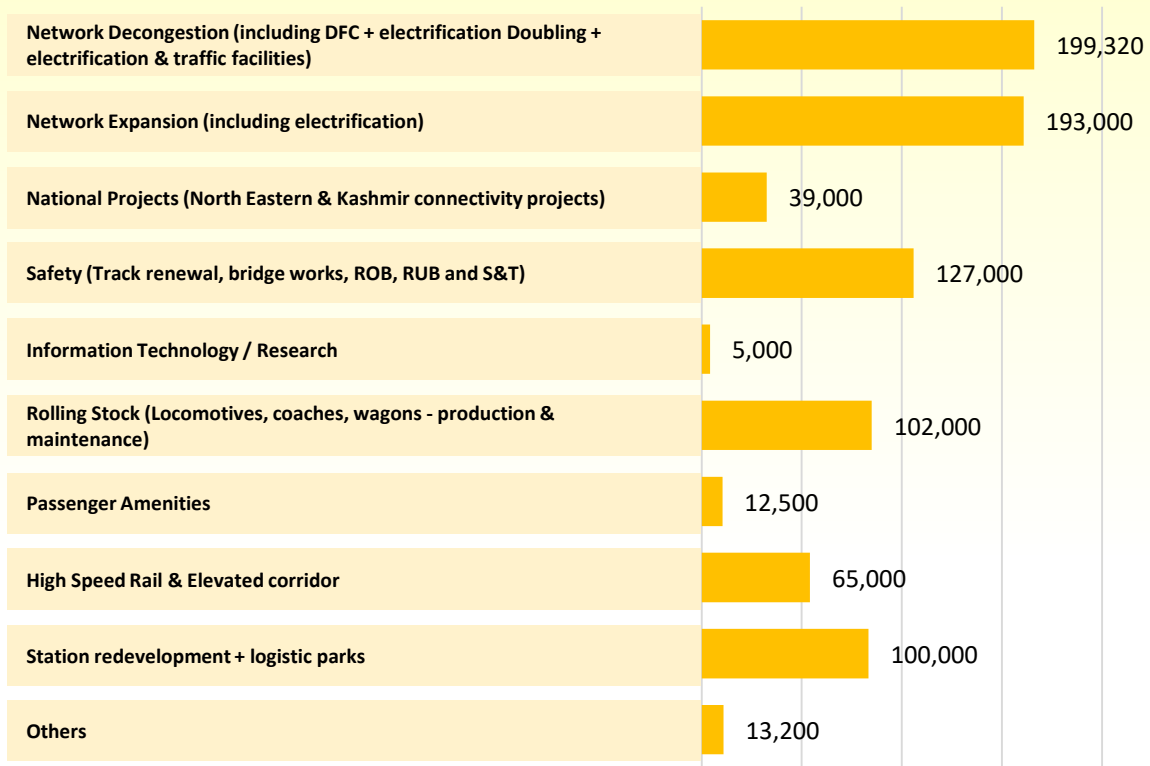 Network Decongestion (including DFC + electrification Doubling +
electrification & traffic facilities)
199,320
Network Expansion (including electrification)
193,000
National Projects (North Eastern & Kashmir connectivity projects)
39,000
Safety (Track renewal, bridge works, ROB, RUB and S&T)
127,000
Information Technology / Research
5,000
Rolling Stock (Locomotives, coaches, wagons - production &
maintenance)
102,000
Passenger Amenities
12,500
High Speed Rail & Elevated corridor
65,000
Station redevelopment + logistic parks
100,000
Others
13,200